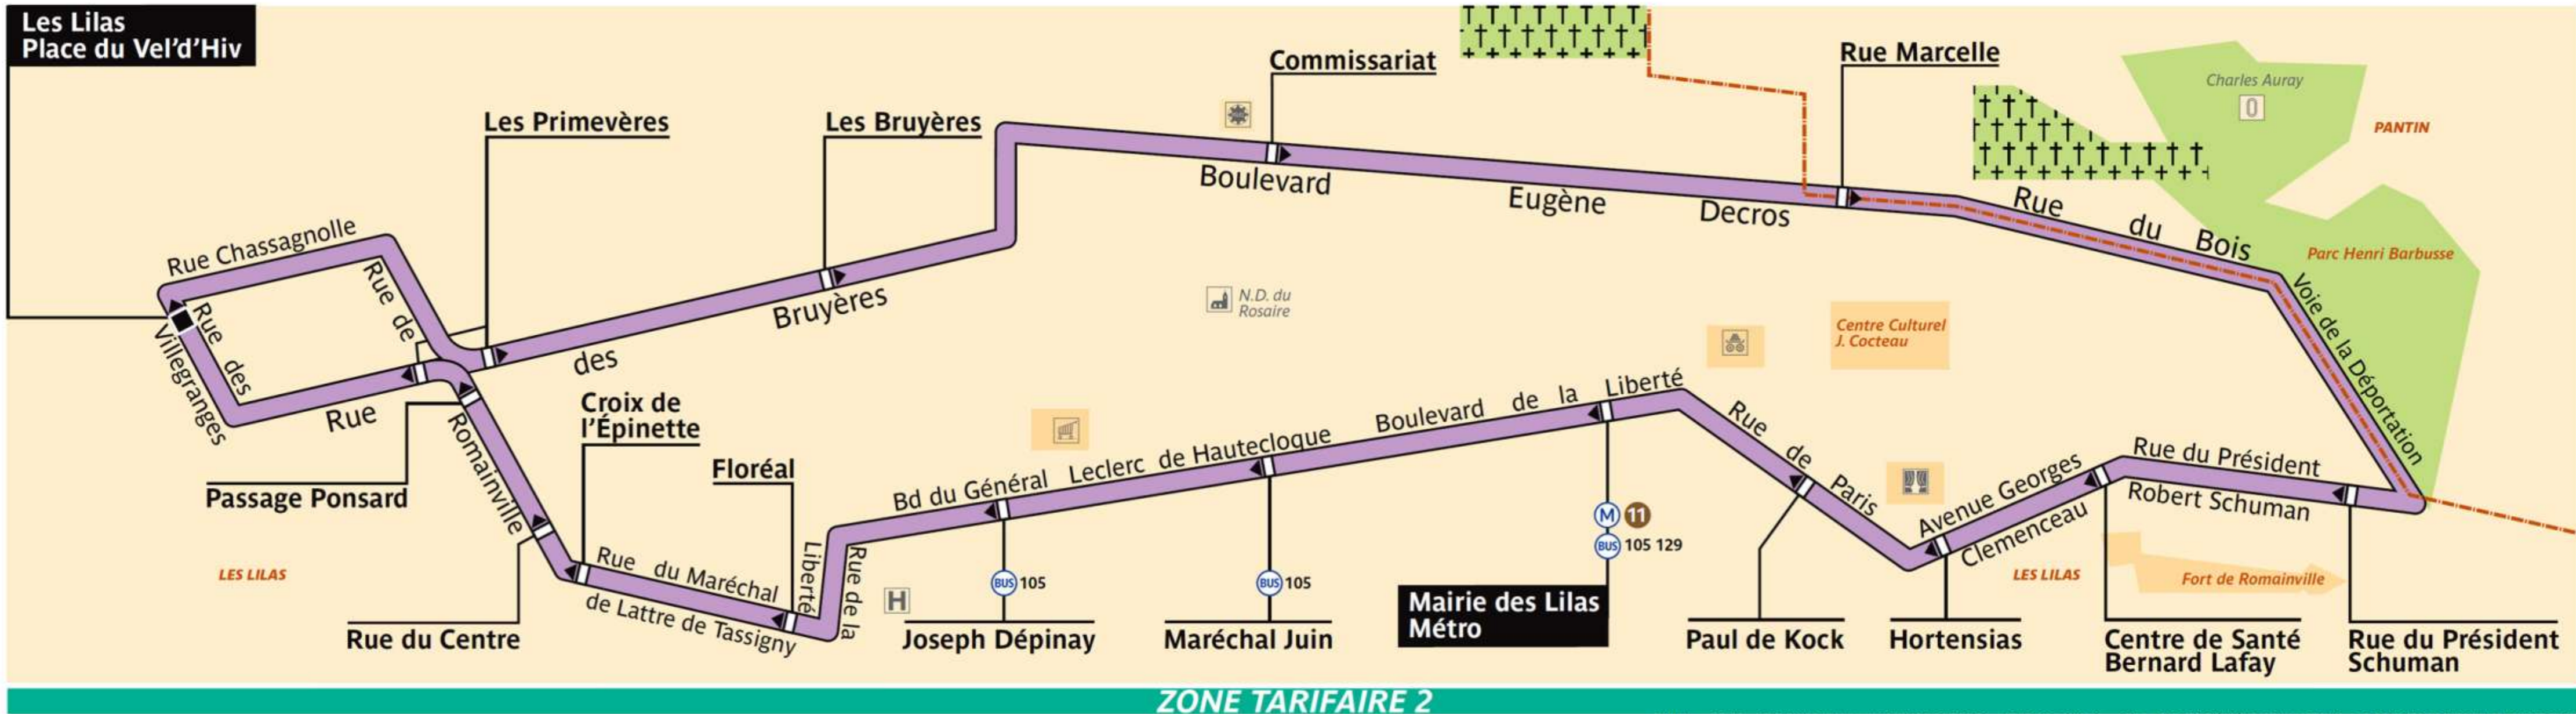 Les Lilas
Place du Vel'd'Hiv
Commissariat
Rue Marcelle
Charles Auray
PANTIN
Les Primevères
Les Bruyères
Boulevard Eugène Decros
Rue du Bois
Parc Henri Barbusse
Rue Chassagnolle
Rue de Romainville
Rue des
Villegranges
Rue des Bruyères
N.D. du
Rosaire
Centre Culturel
J. Cocteau
Voie de la Déportation
Croix de
l'Épinette
Floréal
Passage Ponsard
Bd du Général Leclerc de Hautecloque
Boulevard de la Liberté
Rue de Paris
Avenue Georges
Clemenceau
Rue du Président
Robert Schuman
M 11
BUS 105 129
LES LILAS
Rue du Maréchal
de Lattre de Tassigny
Rue de la
Liberté
H
BUS 105
BUS 105
LES LILAS
Fort de Romainville
Rue du Centre
Joseph Dépinay
Maréchal Juin
Mairie des Lilas
Métro
Paul de Kock
Hortensias
Centre de Santé
Bernard Lafay
Rue du Président
Schuman
ZONE TARIFAIRE 2